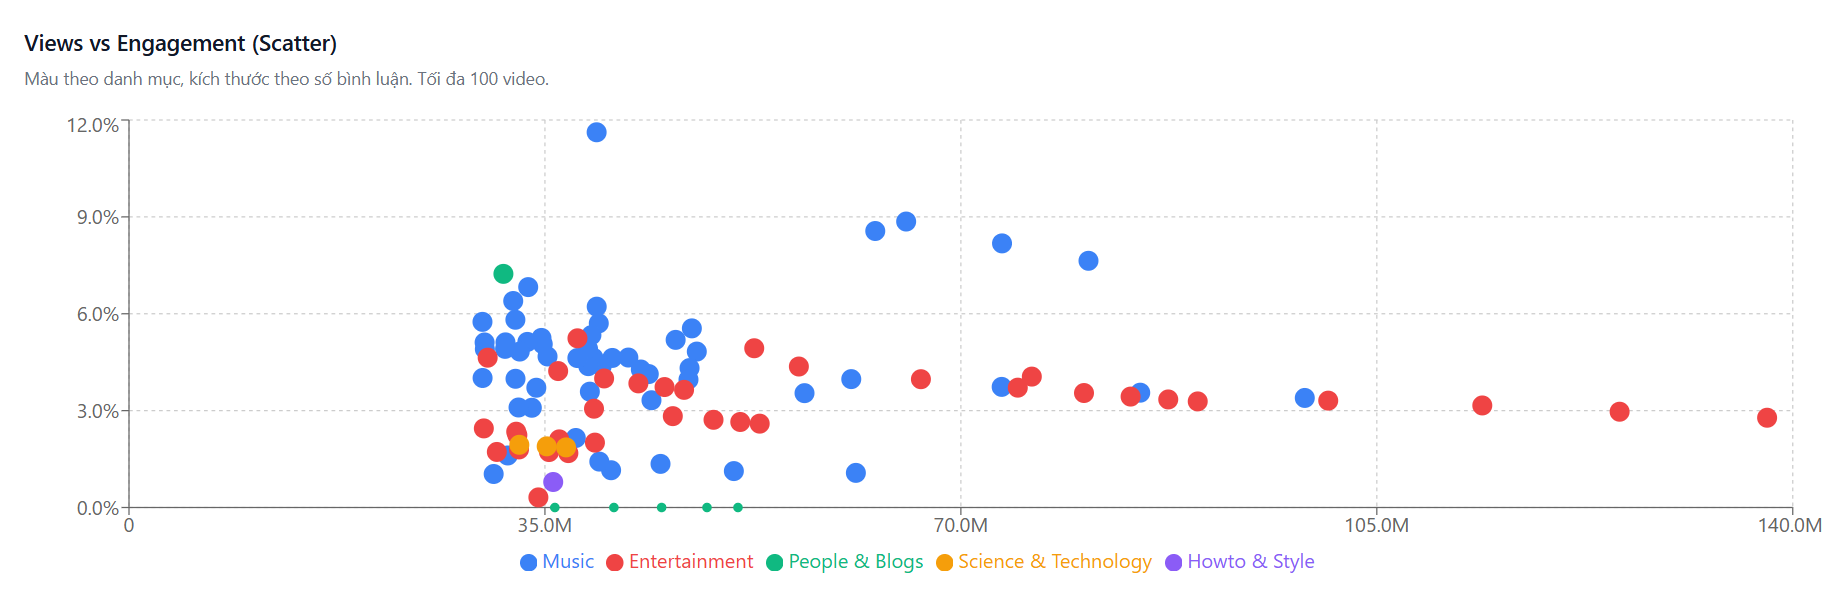 Views vs Engagement (Scatter)
Màu theo danh mục, kích thước theo số bình luận. Tối đa 100 video.
12.0%
9.0%
6.0%
3.0%
0.0%
0 35.0M 70.0M 105.0M 140.0M
Music Entertainment People & Blogs Science & Technology Howto & Style